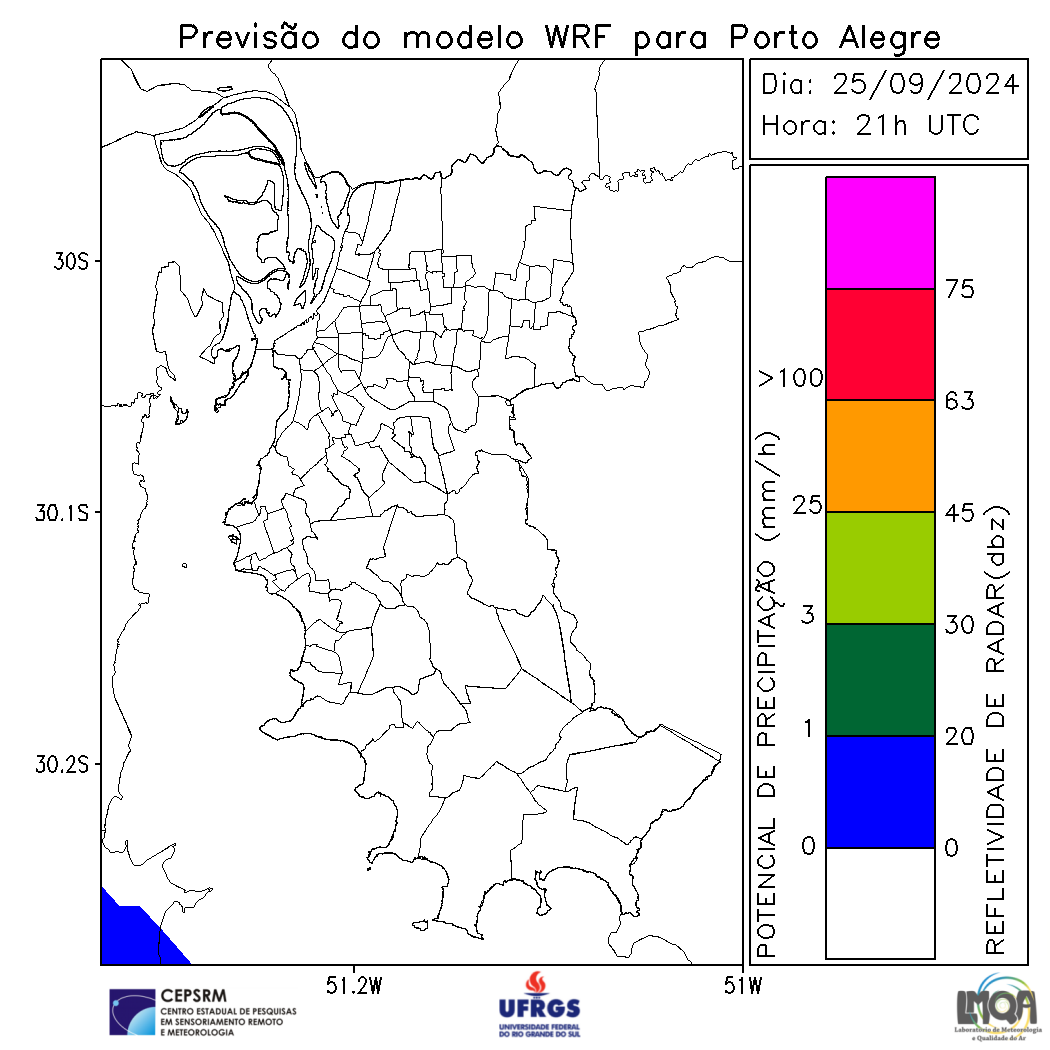 Previsão do modelo WRF para Porto Alegre
Dia: 25/09/2024
Hora: 21h UTC
30S
30.1S
30.2S
51.2W
51W
POTENCIAL DE PRECIPITAÇÃO (mm/h)
>100
25
3
1
0
75
63
45
30
20
0
REFLETIVIDADE DE RADAR(dbz)
CEPSRM
CENTRO ESTADUAL DE PESQUISAS
EM SENSORIAMENTO REMOTO
E METEOROLOGIA
UFRGS
UNIVERSIDADE FEDERAL
DO RIO GRANDE DO SUL
LMQA
Laboratório de Meteorologia
e Qualidade do Ar